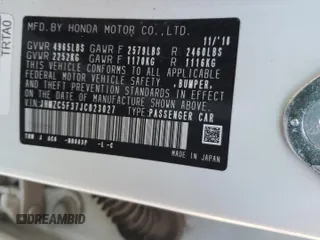 TRTA0
MFD. BY HONDA MOTOR CO., LTD.
11/'18
GVWR 4965LBS GAWR F 2579LBS R 2460LBS
GVWR 2252KG GAWR F 1170KG R 1116KG
THIS VEHICLE CONFORMS TO ALL APPLICABLE
FEDERAL MOTOR VEHICLE SAFETY, BUMPER,
AND THEFT PREVENTION STANDARDS IN EFFECT ON
THE DATE OF MANUFACTURE SHOWN ABOVE.
TYPE: PASSENGER CAR
MADE IN JAPAN
DREAMBID